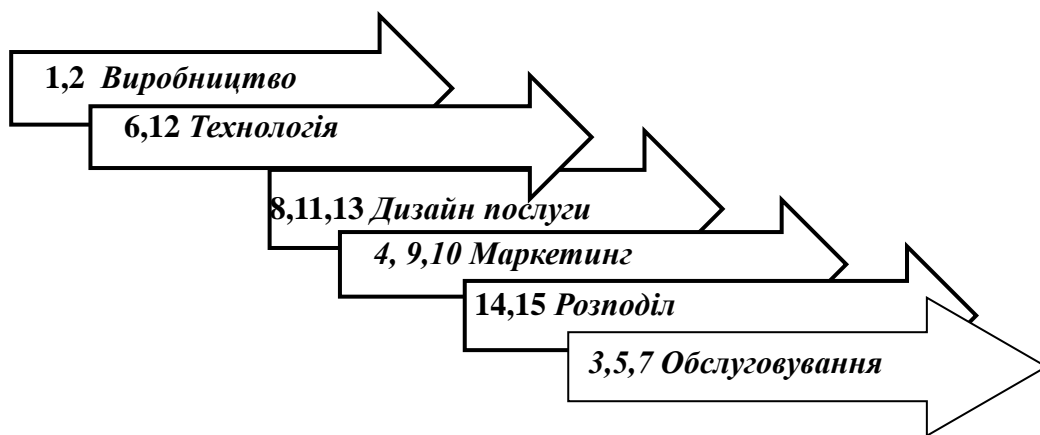 1,2 Виробництво
6,12 Технологія
8,11,13 Дизайн послуги
4, 9,10 Маркетинг
14,15 Розподіл
3,5,7 Обслуговування